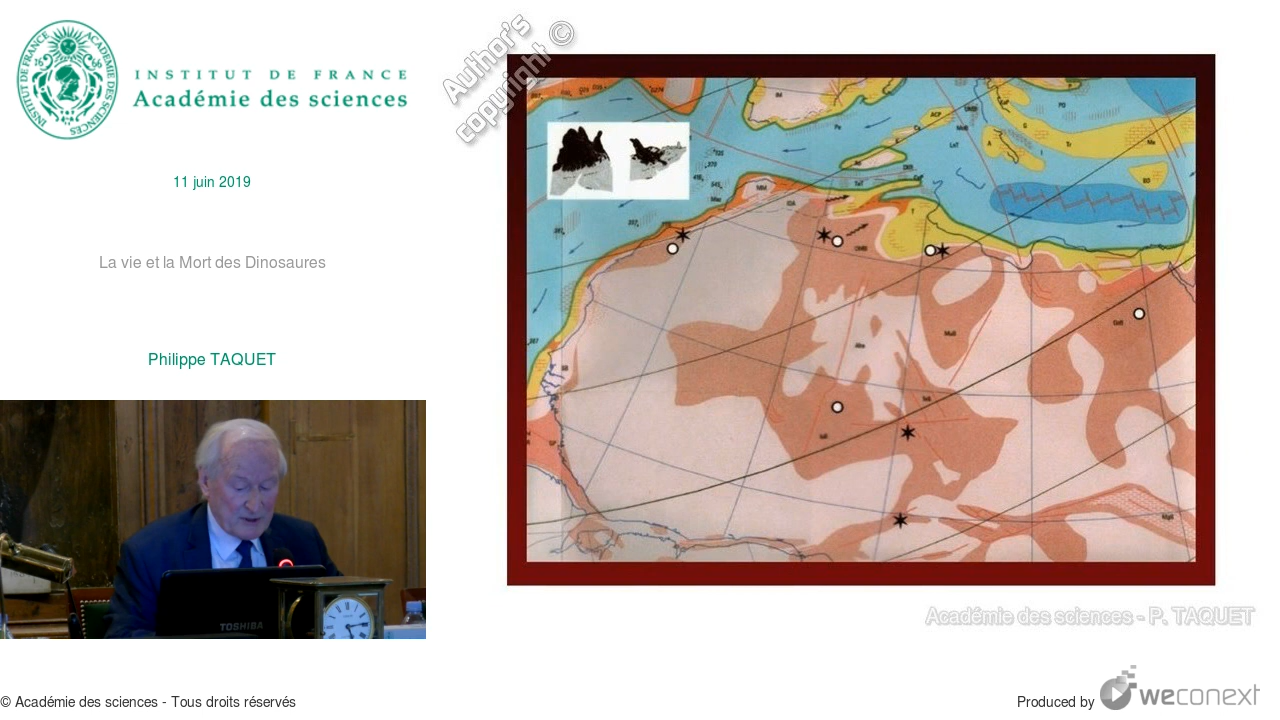 INSTITUT DE FRANCE
Académie des sciences
11 juin 2019
La vie et la Mort des Dinosaures
Philippe TAQUET
Author's
copyright ©
TOSHIBA
Académie des sciences - P. TAQUET
© Académie des sciences - Tous droits réservés
Produced by
weconext